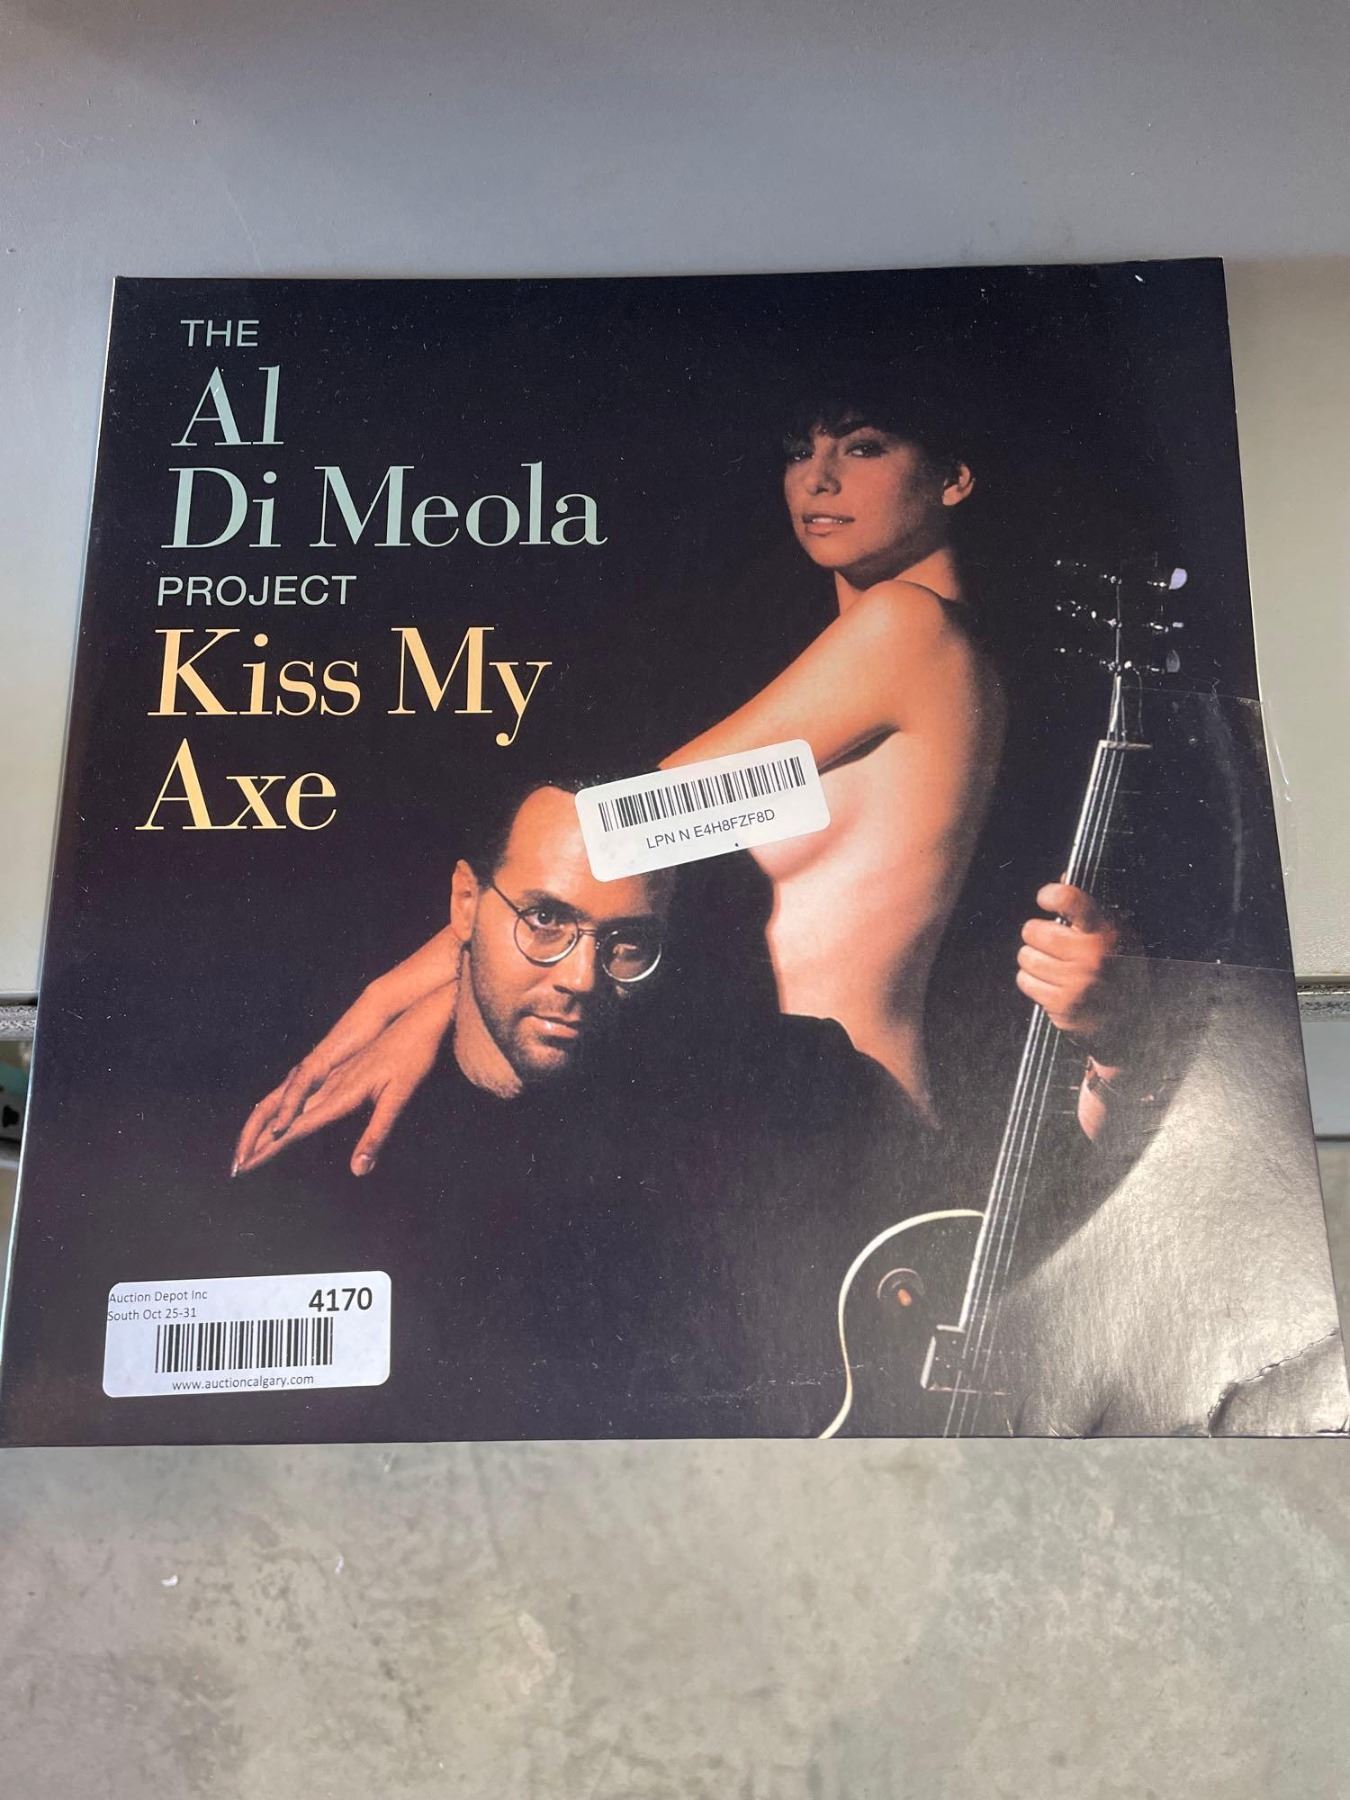 THE
Al
Di Meola
PROJECT
Kiss My
Axe
LPN N E4H8FZF8D
Auction Depot Inc
South Oct 25-31
4170
www.auctioncalgary.com